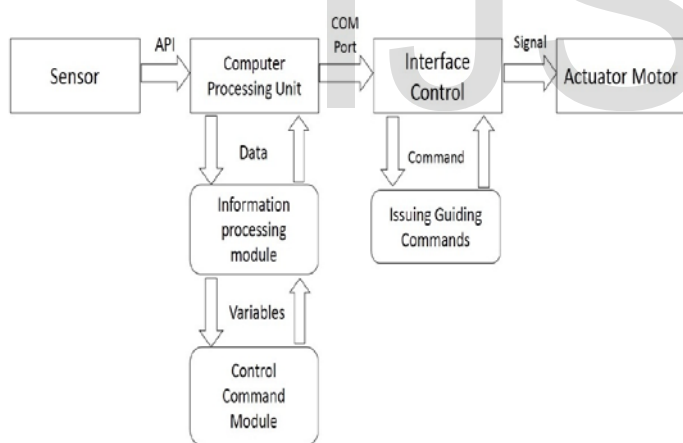 IJS
API
COM
Port
Signal
Sensor
Computer
Processing Unit
Interface
Control
Actuator Motor
Data
Command
Information
processing
module
Issuing Guiding
Commands
Variables
Control
Command
Module